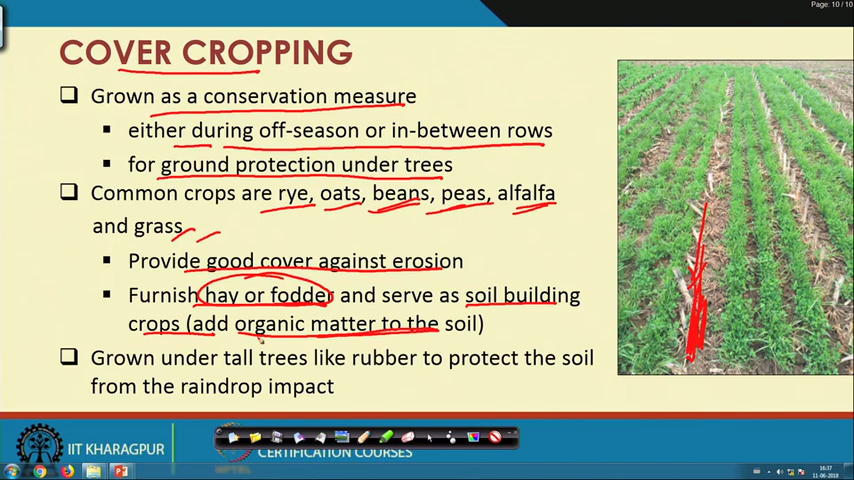 Page: 10 / 10
COVER CROPPING
❑ Grown as a conservation measure
▪ either during off-season or in-between rows
▪ for ground protection under trees
❑ Common crops are rye, oats, beans, peas, alfalfa
and grass
▪ Provide good cover against erosion
▪ Furnish hay or fodder and serve as soil building
crops (add organic matter to the soil)
❑ Grown under tall trees like rubber to protect the soil
from the raindrop impact
IIT KHARAGPUR
CERTIFICATION COURSES
16:37
11-06-2018